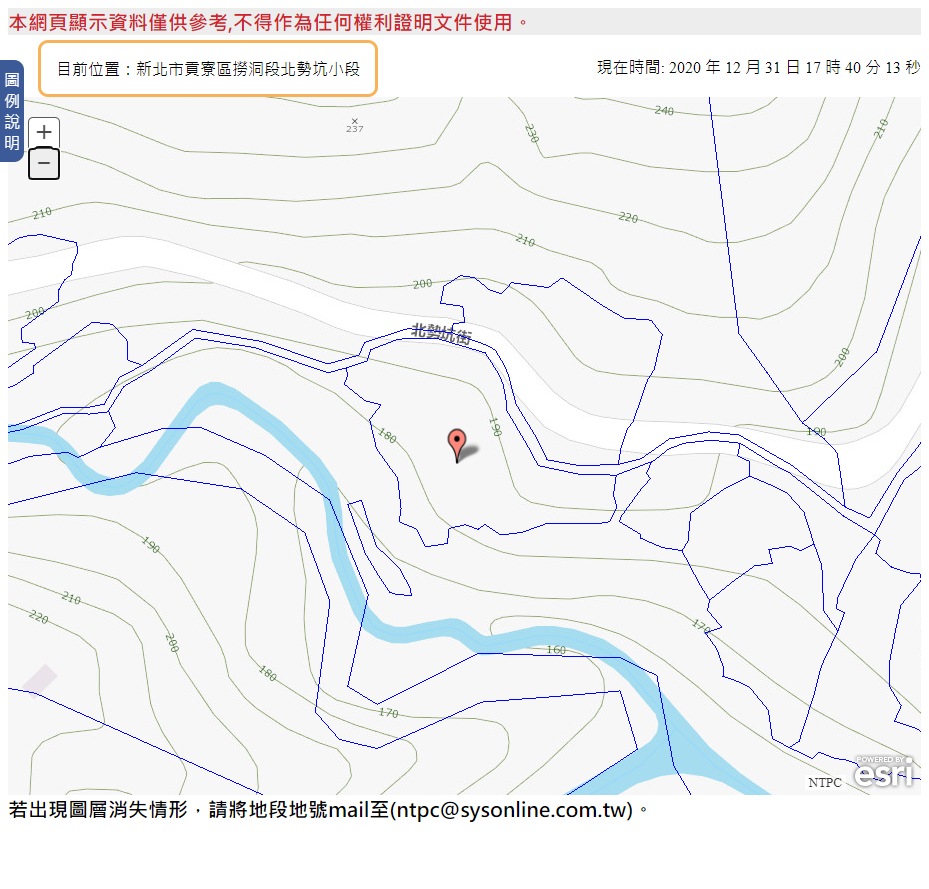 本網頁顯示資料僅供參考,不得作為任何權利證明文件使用。
目前位置：新北市貢寮區撈洞段北勢坑小段
現在時間: 2020 年 12 月 31 日 17 時 40 分 13 秒
圖例說明
+
−
237
240
230
210
210
220
210
200
200
北勢坑街
200
190
190
180
190
210
220
200
180
170
160
170
NTPC
POWERED BY
esri
若出現圖層消失情形，請將地段地號mail至(ntpc@sysonline.com.tw)。